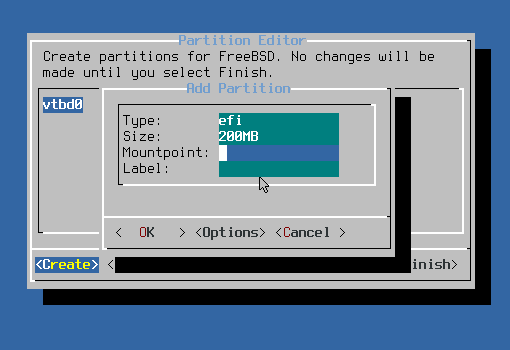 Partition Editor
Create partitions for FreeBSD. No changes will be
made until you select Finish.
Add Partition
vtbd0
Type: efi
Size: 200MB
Mountpoint:
Label:
< OK > <Options> <Cancel >
<Create> < inish>